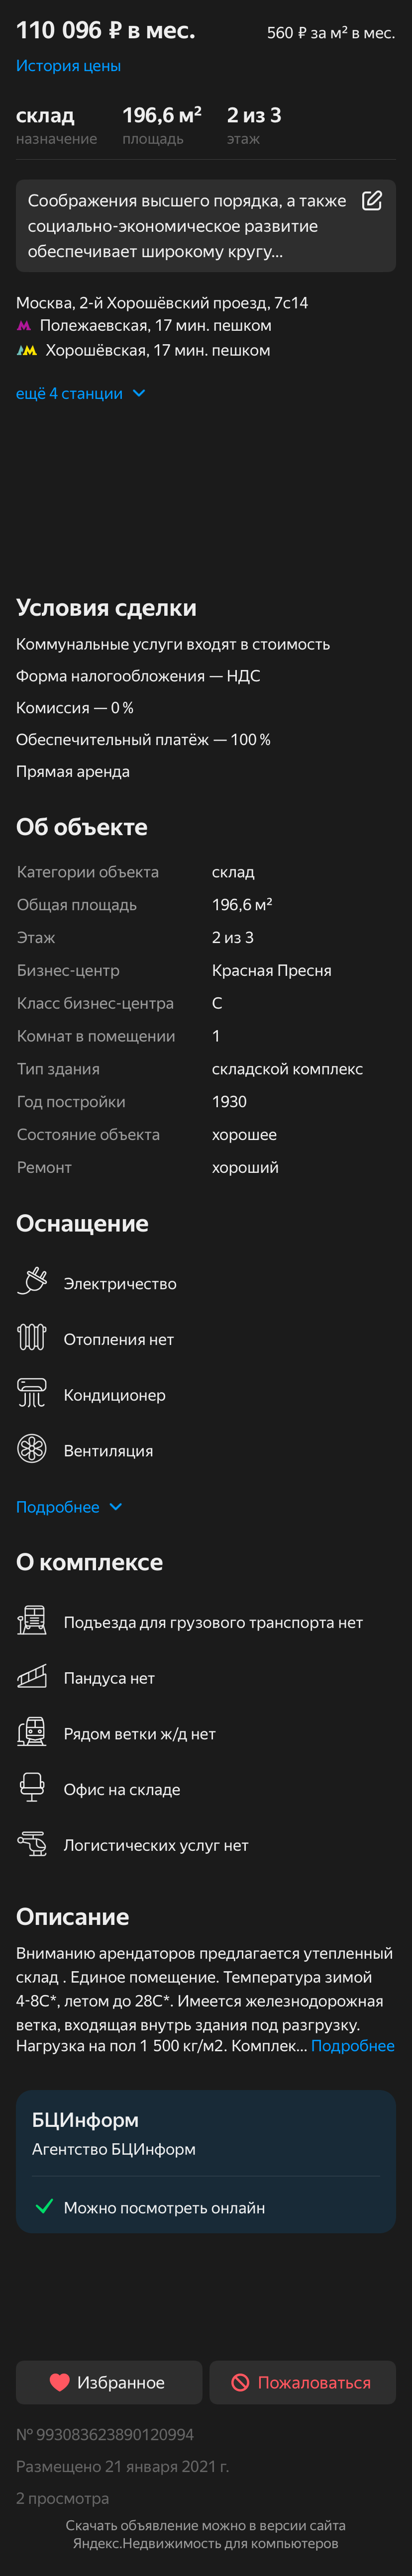 110 096 ₽ в мес.
560 ₽ за м² в мес.
История цены
склад
196,6 м²
2 из 3
назначение
площадь
этаж
Соображения высшего порядка, а также
социально-экономическое развитие
обеспечивает широкому кругу...
Москва, 2-й Хорошёвский проезд, 7с14
Полежаевская, 17 мин. пешком
Хорошёвская, 17 мин. пешком
ещё 4 станции
Условия сделки
Коммунальные услуги входят в стоимость
Форма налогообложения — НДС
Комиссия — 0 %
Обеспечительный платёж — 100 %
Прямая аренда
Об объекте
Категории объекта склад
Общая площадь 196,6 м²
Этаж 2 из 3
Бизнес-центр Красная Пресня
Класс бизнес-центра C
Комнат в помещении 1
Тип здания складской комплекс
Год постройки 1930
Состояние объекта хорошее
Ремонт хороший
Оснащение
Электричество
Отопления нет
Кондиционер
Вентиляция
Подробнее
О комплексе
Подъезда для грузового транспорта нет
Пандуса нет
Рядом ветки ж/д нет
Офис на складе
Логистических услуг нет
Описание
Вниманию арендаторов предлагается утепленный
склад . Единое помещение. Температура зимой
4-8С*, летом до 28С*. Имеется железнодорожная
ветка, входящая внутрь здания под разгрузку.
Нагрузка на пол 1 500 кг/м2. Комплек... Подробнее
БЦИнформ
Агентство БЦИнформ
Можно посмотреть онлайн
Избранное
Пожаловаться
№ 993083623890120994
Размещено 21 января 2021 г.
2 просмотра
Скачать объявление можно в версии сайта
Яндекс.Недвижимость для компьютеров